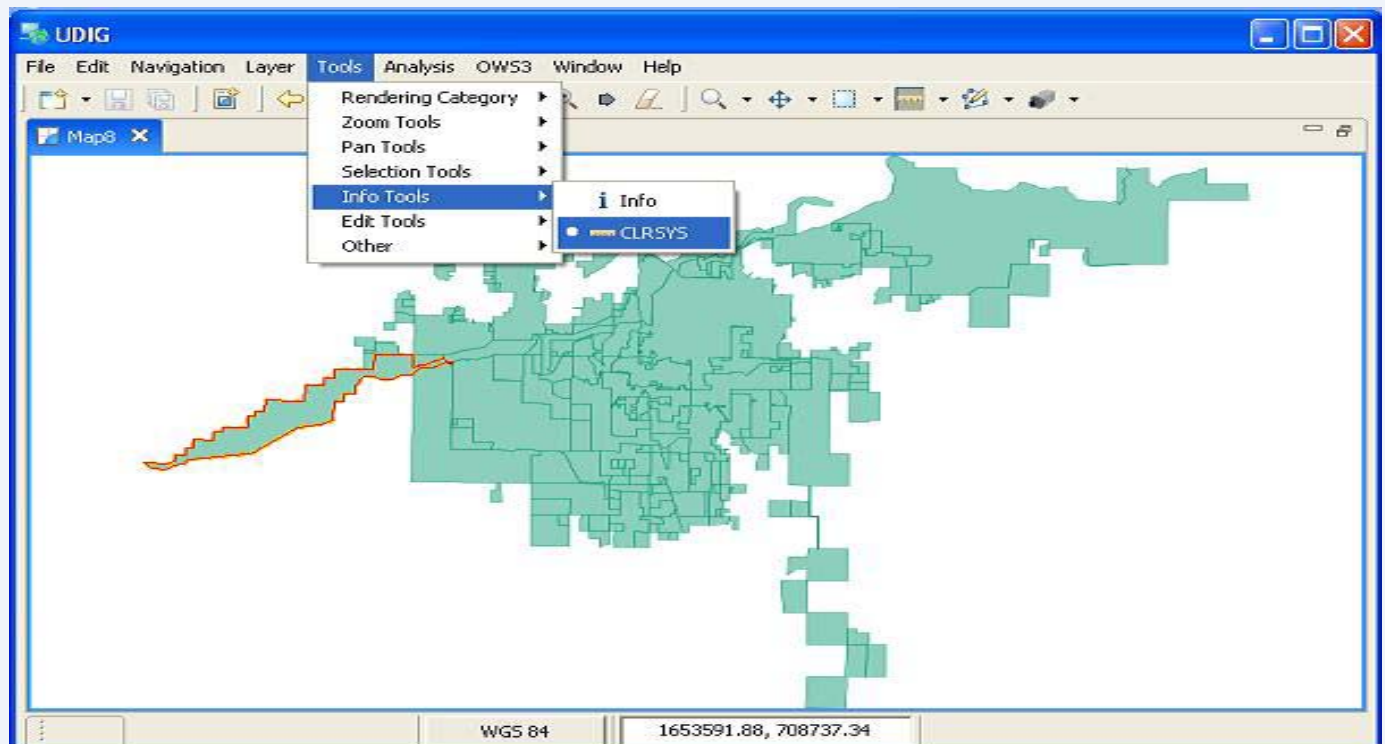 UDIG
File Edit Navigation Layer Tools Analysis OWS3 Window Help
Map8
Rendering Category
Zoom Tools
Pan Tools
Selection Tools
Info Tools
Edit Tools
Other
i Info
CLRSYS
WGS 84
1653591.88, 708737.34